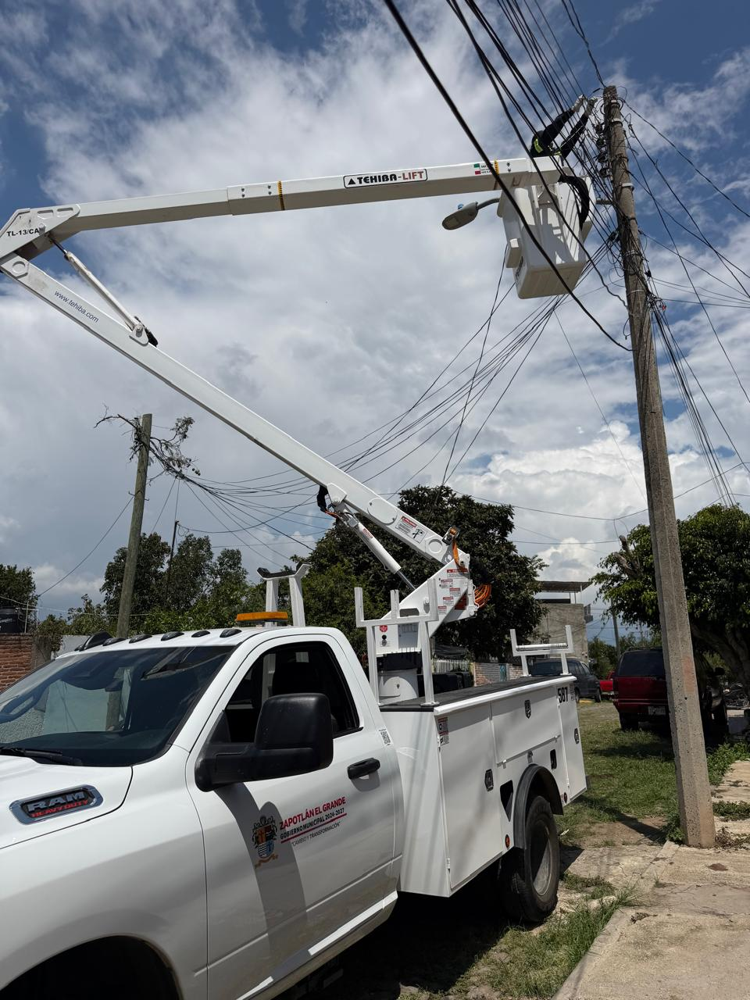 TEHIBA-LIFT
TL-13/CA
www.tehiba.com
587
RAM
HEAVY DUTY
ZAPOTLÁN EL GRANDE
GOBIERNO MUNICIPAL 2024-2027
"CAMBIO Y TRANSFORMACIÓN"